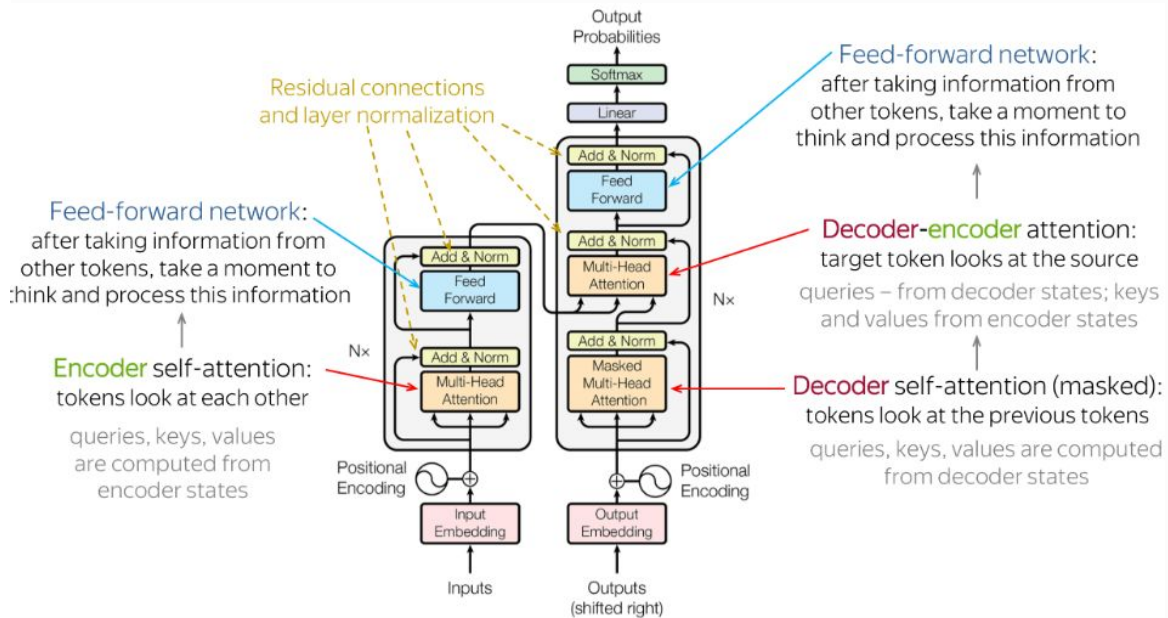 Output
Probabilities
Softmax
Linear
Add & Norm
Feed
Forward
Add & Norm
Multi-Head
Attention
Add & Norm
Masked
Multi-Head
Attention
Nx
Add & Norm
Feed
Forward
Nx
Add & Norm
Multi-Head
Attention
Positional
Encoding
Positional
Encoding
Input
Embedding
Output
Embedding
Inputs
Outputs
(shifted right)
Residual connections
and layer normalization
Feed-forward network:
after taking information from
other tokens, take a moment to
think and process this information
Encoder self-attention:
tokens look at each other
queries, keys, values
are computed from
encoder states
Feed-forward network:
after taking information from
other tokens, take a moment to
think and process this information
Decoder-encoder attention:
target token looks at the source
queries – from decoder states; keys
and values from encoder states
Decoder self-attention (masked):
tokens look at the previous tokens
queries, keys, values are computed
from decoder states